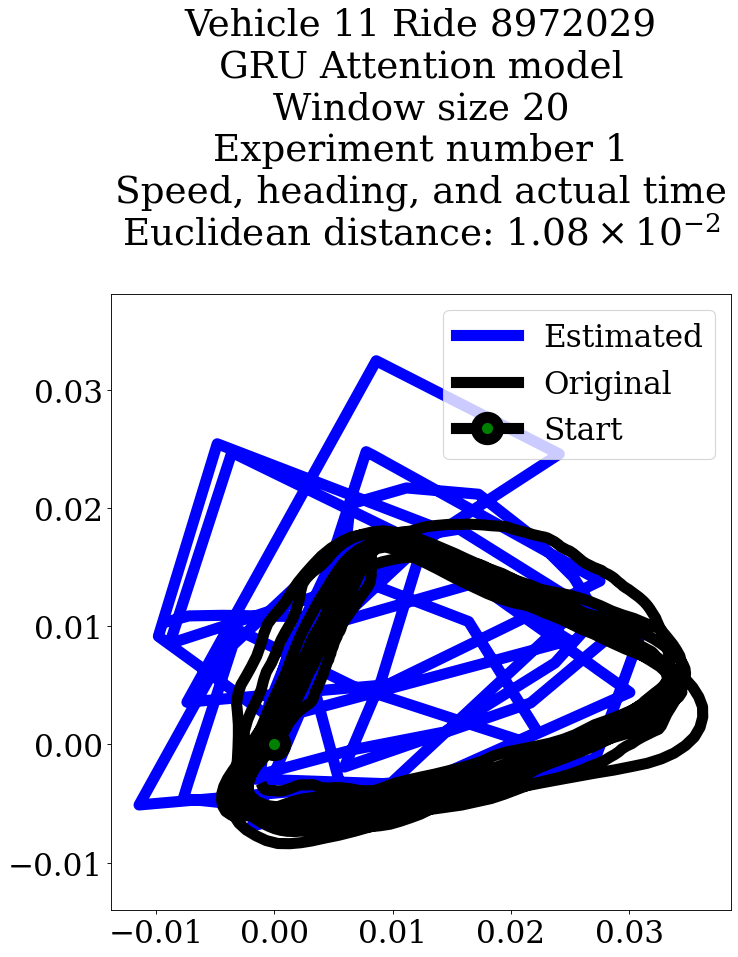 Vehicle 11 Ride 8972029
GRU Attention model
Window size 20
Experiment number 1
Speed, heading, and actual time
Euclidean distance: 1.08 × 10⁻²
Estimated
Original
Start
0.03
0.02
0.01
0.00
−0.01
−0.01 0.00 0.01 0.02 0.03